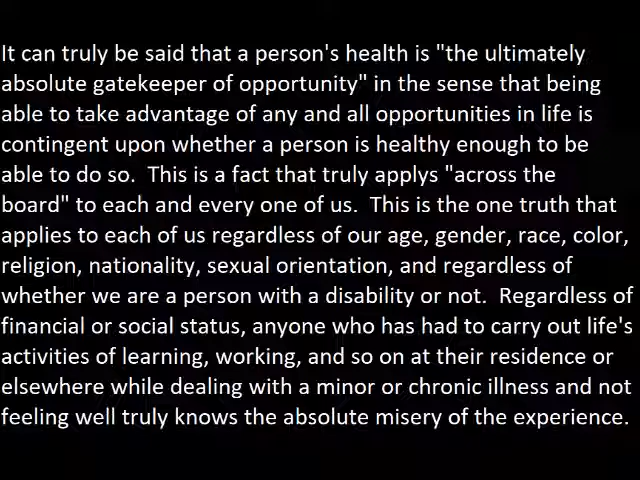 It can truly be said that a person's health is "the ultimately
absolute gatekeeper of opportunity" in the sense that being
able to take advantage of any and all opportunities in life is
contingent upon whether a person is healthy enough to be
able to do so.  This is a fact that truly applys "across the
board" to each and every one of us.  This is the one truth that
applies to each of us regardless of our age, gender, race, color,
religion, nationality, sexual orientation, and regardless of
whether we are a person with a disability or not.  Regardless of
financial or social status, anyone who has had to carry out life's
activities of learning, working, and so on at their residence or
elsewhere while dealing with a minor or chronic illness and not
feeling well truly knows the absolute misery of the experience.